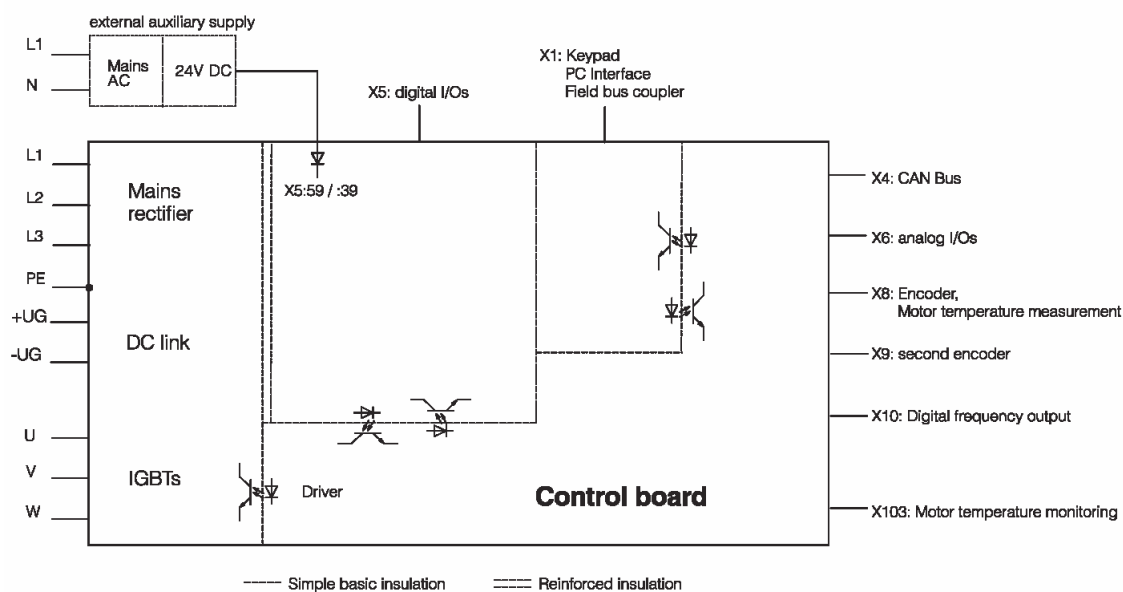 external auxiliary supply
L1
N
Mains
AC
24V DC
X1: Keypad
PC Interface
Field bus coupler
X5: digital I/Os
L1
L2
L3
PE
+UG
-UG
U
V
W
Mains
rectifier
X5:59 / :39
DC link
IGBTs
Driver
Control board
X4: CAN Bus
X6: analog I/Os
X8: Encoder,
Motor temperature measurement
X9: second encoder
X10: Digital frequency output
X103: Motor temperature monitoring
Simple basic insulation
Reinforced insulation